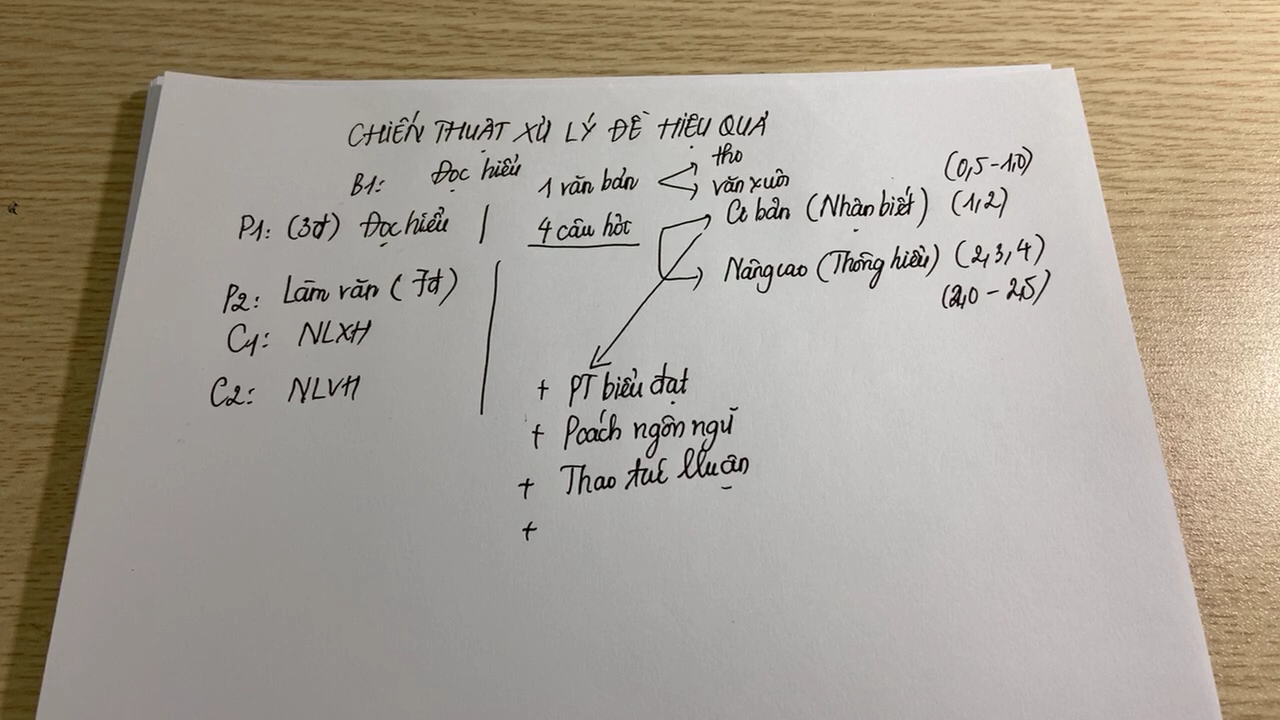 CHIẾN THUẬT XỬ LÝ ĐỀ HIỆU QUẢ
B1: Đọc hiểu
1 văn bản
thơ
văn xuôi
(0,5 - 1,0)
P1: (3đ) Đọc hiểu
4 câu hỏi
Cơ bản (Nhận biết) (1,2)
Nâng cao (Thông hiểu) (2,3,4)
(2,0 - 2,5)
P2: Làm văn (7đ)
C1: NLXH
C2: NLVH
+ PT biểu đạt
+ Pcách ngôn ngữ
+ Thao tác lluận
+